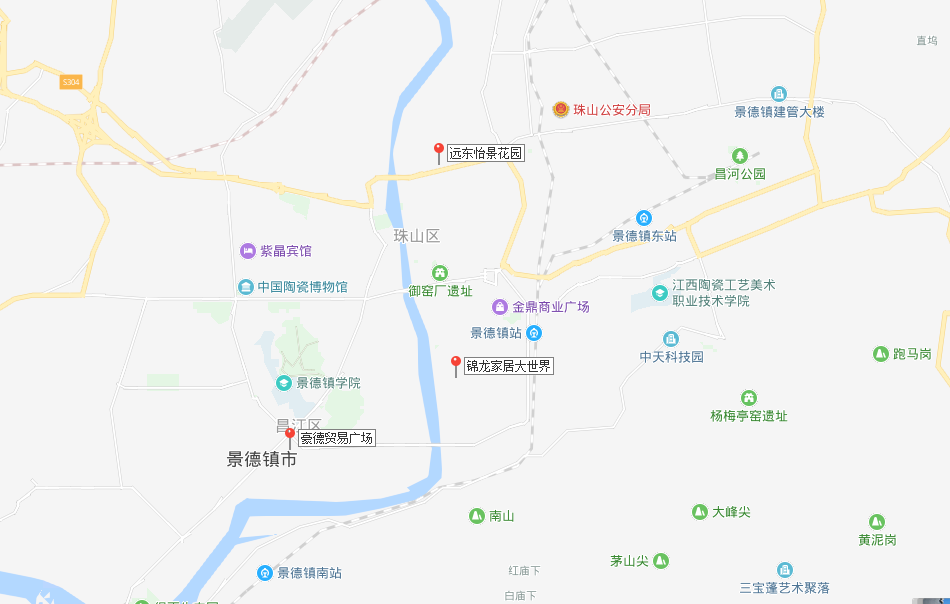 直坞
S304
珠山公安分局
景德镇建管大楼
远东怡景花园
昌河公园
珠山区
景德镇东站
紫晶宾馆
中国陶瓷博物馆
御窑厂遗址
江西陶瓷工艺美术
职业技术学院
金鼎商业广场
景德镇站
中天科技园
跑马岗
锦龙家居大世界
景德镇学院
杨梅亭窑遗址
昌江区
豪德贸易广场
景德镇市
南山
大峰尖
黄泥岗
茅山尖
红庙下
景德镇南站
三宝蓬艺术聚落
白庙下